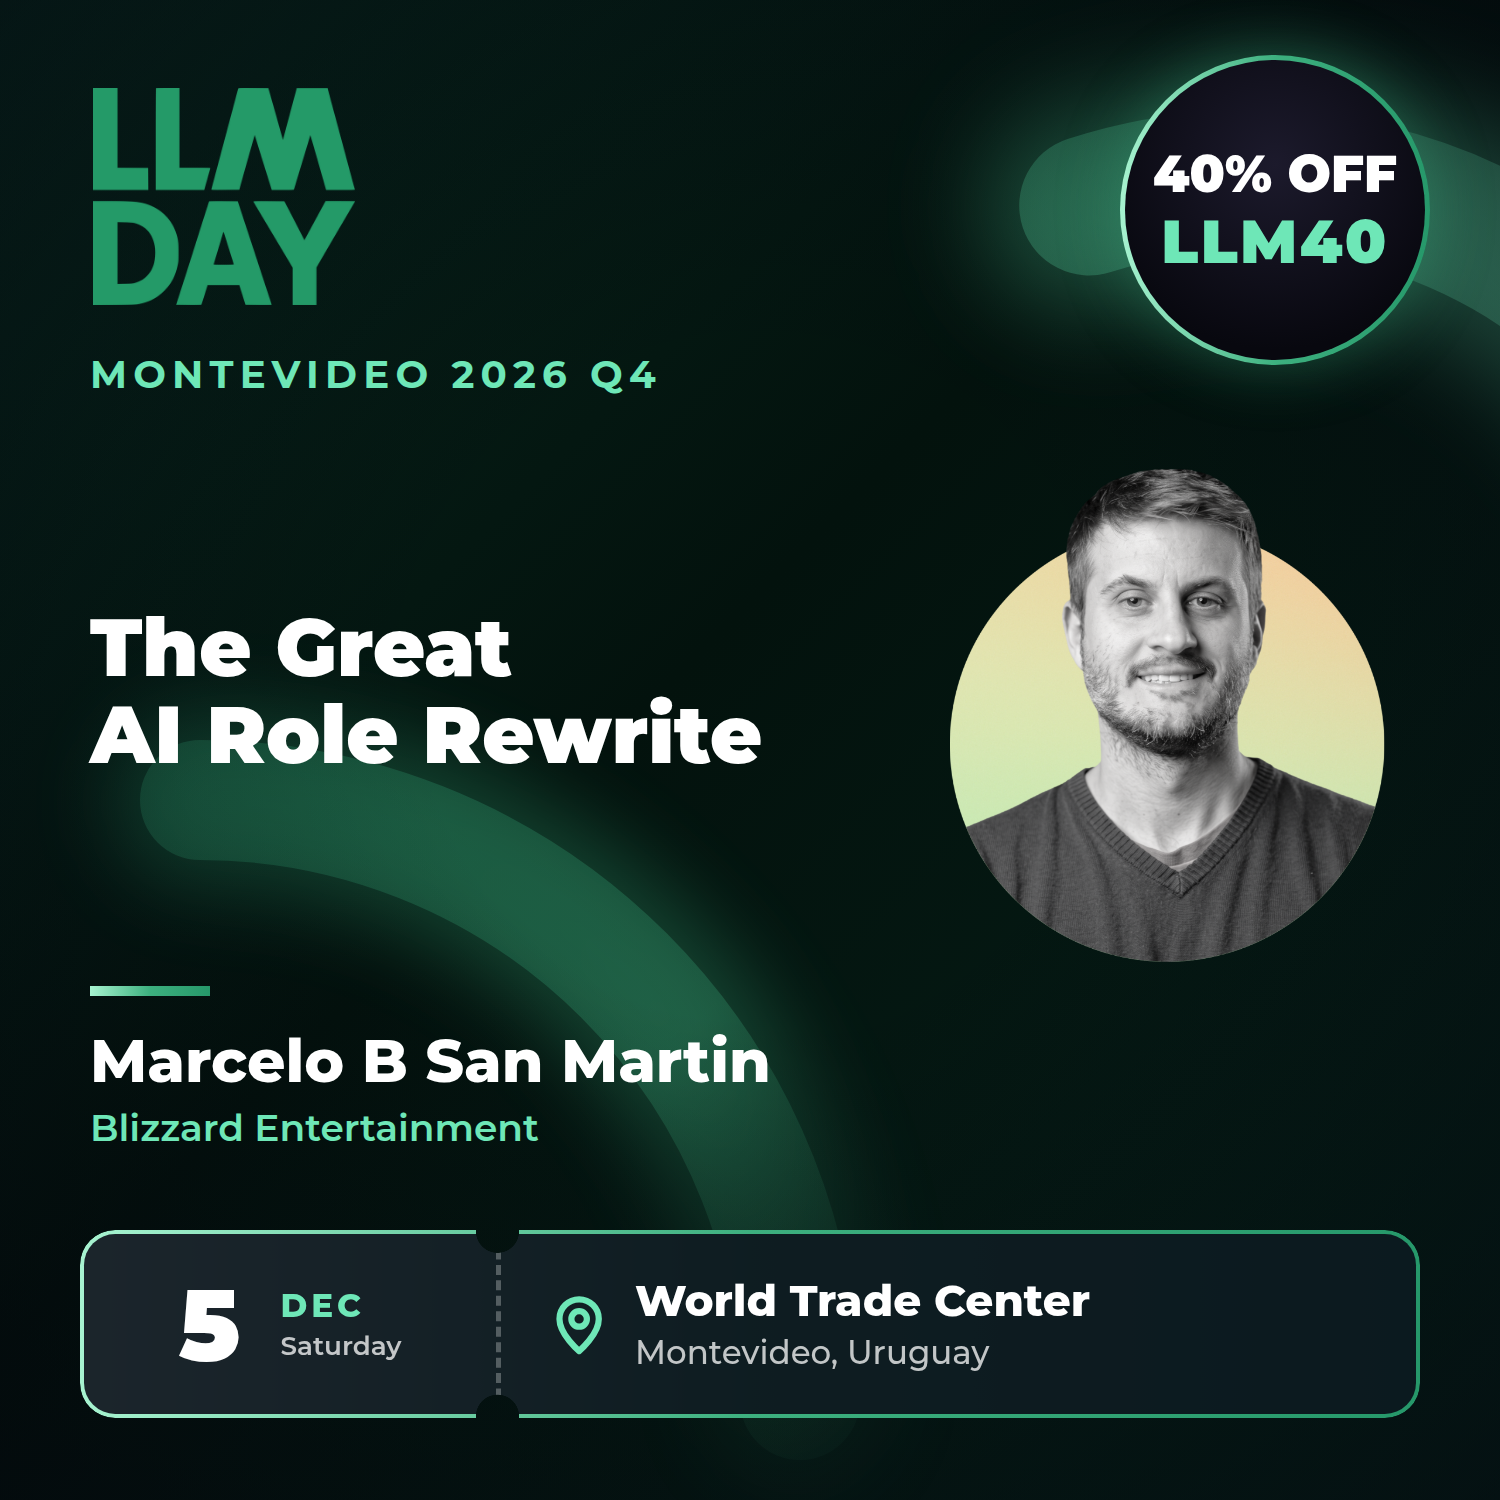 LLM
DAY
MONTEVIDEO 2026 Q4
40% OFF
LLM40
The Great
AI Role Rewrite
Marcelo B San Martin
Blizzard Entertainment
5
DEC
Saturday
World Trade Center
Montevideo, Uruguay